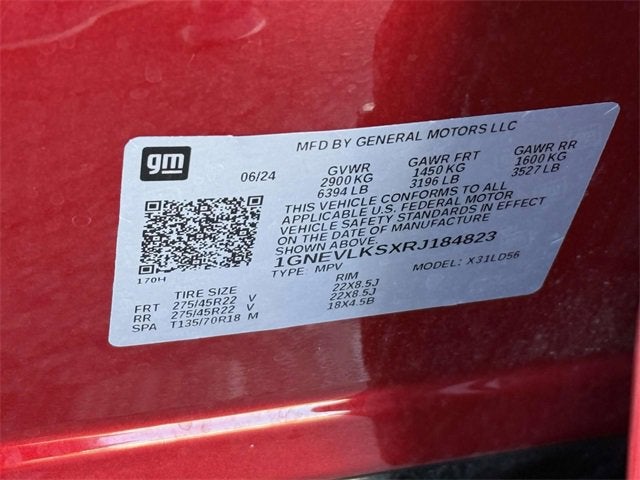 MFD BY GENERAL MOTORS LLC
gm
06/24
GVWR GAWR FRT GAWR RR
2900 KG 1450 KG 1600 KG
6394 LB 3196 LB 3527 LB
THIS VEHICLE CONFORMS TO ALL
APPLICABLE U.S. FEDERAL MOTOR
VEHICLE SAFETY STANDARDS IN EFFECT
ON THE DATE OF MANUFACTURE
SHOWN ABOVE.
1GNEVLKSXRJ184823
TYPE: MPV MODEL: X31LD56
170H
TIRE SIZE RIM
FRT 275/45R22 V 22X8.5J
RR 275/45R22 V 22X8.5J
SPA T135/70R18 M 18X4.5B